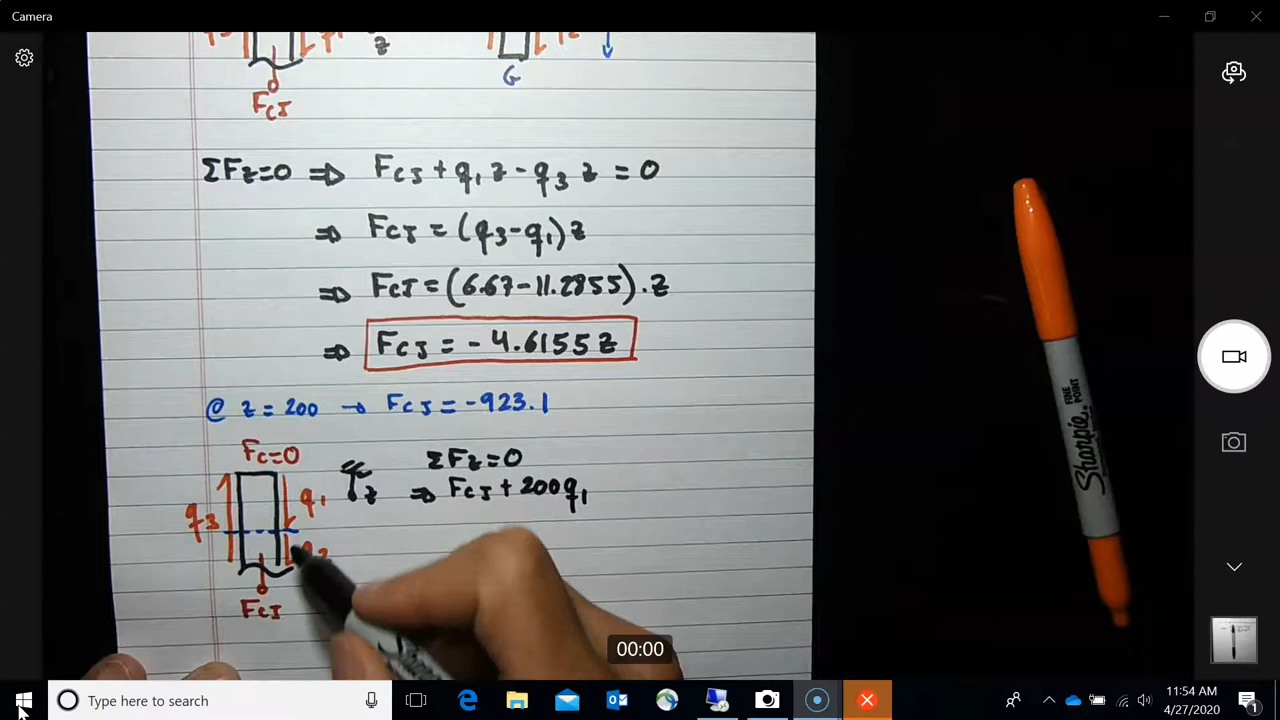 Camera
z
G
FcJ
ΣFz=0 ⇒ FcJ + q1 z - q3 z = 0
⇒ FcJ = (q3-q1)z
⇒ FcJ = (6.67-11.2855).z
⇒ FcJ = - 4.6155 z
@ z = 200 → FcJ = -923.1
Fc=0
ΣFz=0
q3 q1 z ⇒ FcJ + 200q1
FcJ
Sharpie
FINE POINT
00:00
Type here to search
11:54 AM
4/27/2020
1